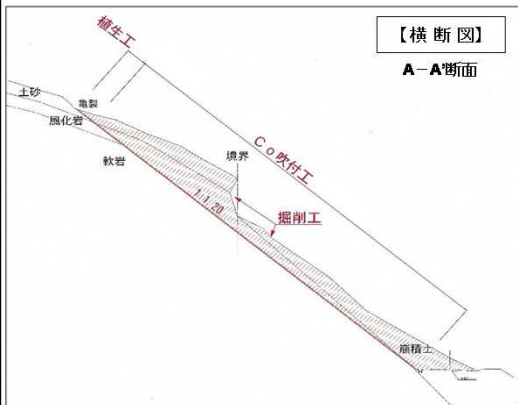 【横断図】
A-A'断面
植生工
土砂
亀裂
風化岩
軟岩
Co吹付工
境界
1:1.20
掘削工
崩積土